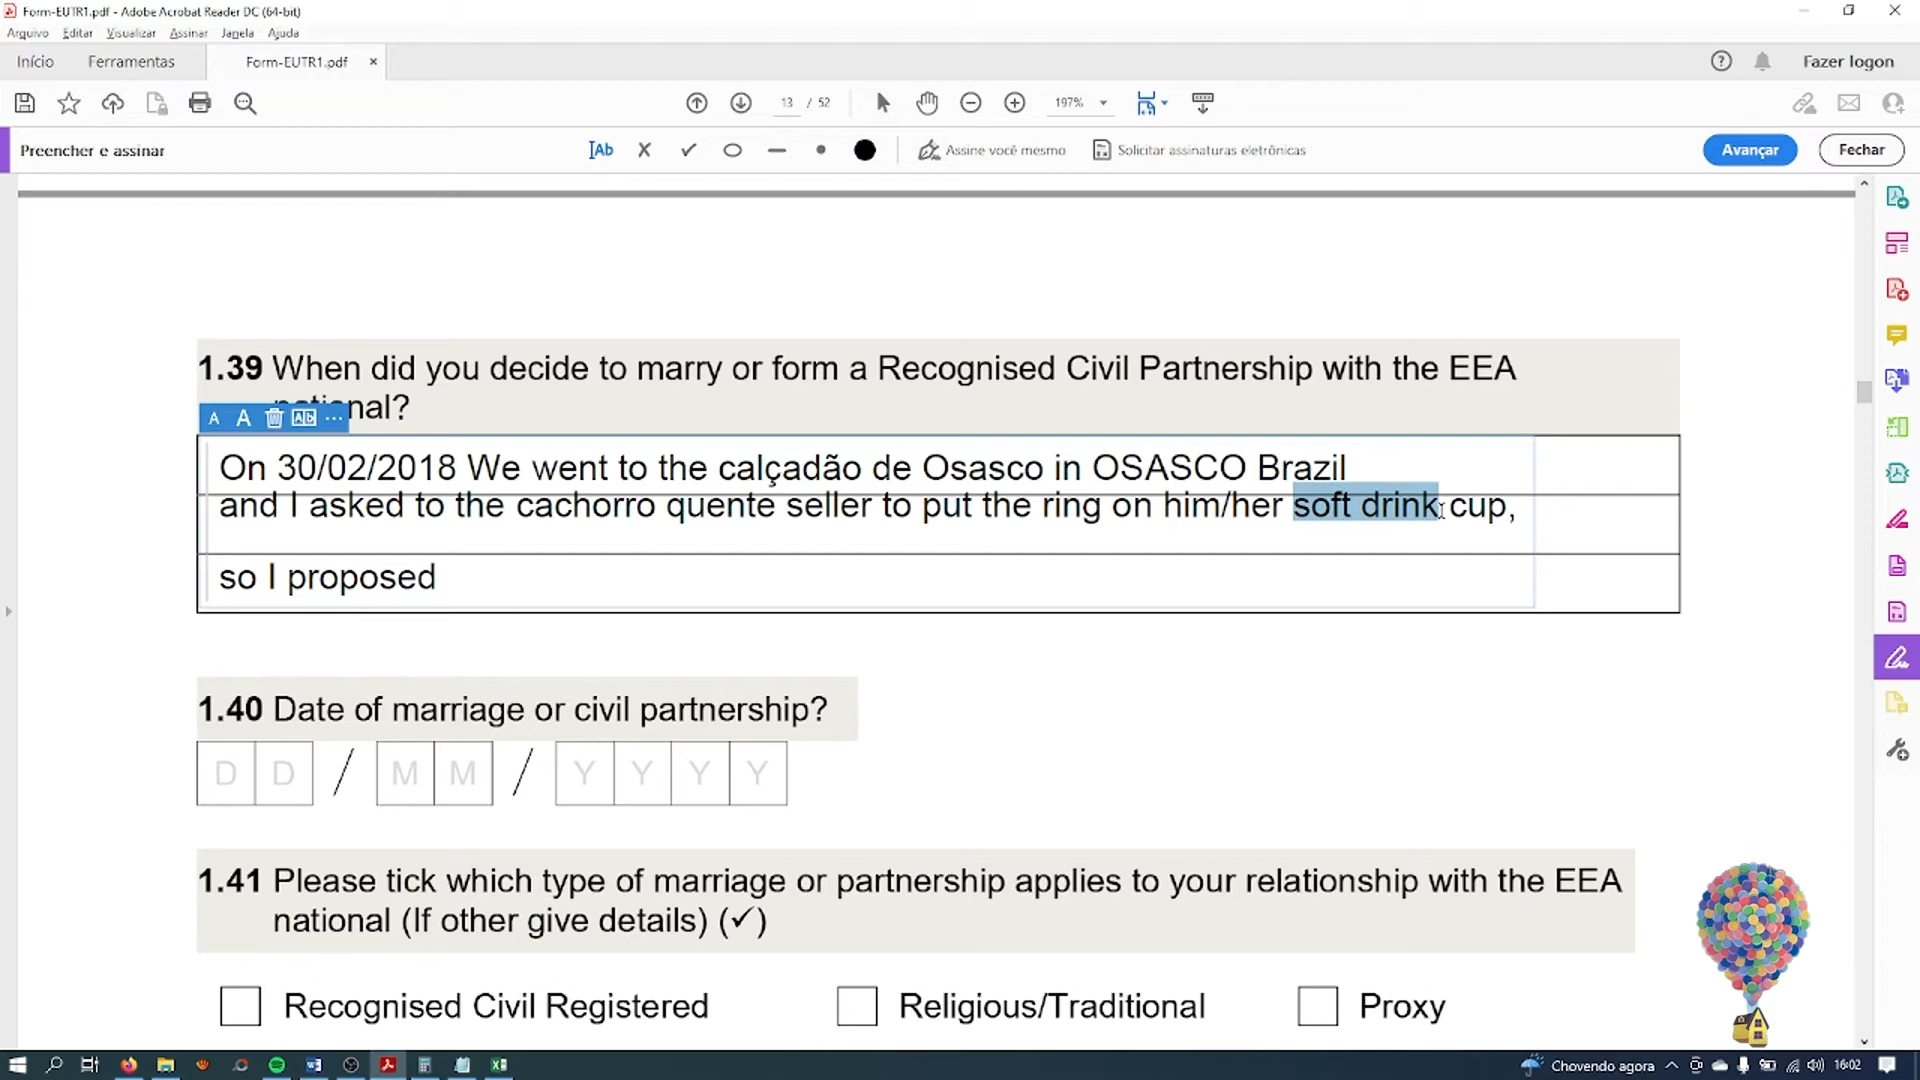 Form-EUTR1.pdf - Adobe Acrobat Reader DC (64-bit)
Arquivo Editar Visualizar Assinar Janela Ajuda
Início Ferramentas Form-EUTR1.pdf × Fazer logon
13 / 52 197%
Preencher e assinar IAb Assine você mesmo Solicitar assinaturas eletrônicas Avançar Fechar
1.39 When did you decide to marry or form a Recognised Civil Partnership with the EEA
national?
A A Ab ...
On 30/02/2018 We went to the calçadão de Osasco in OSASCO Brazil
and I asked to the cachorro quente seller to put the ring on him/her soft drink cup,
so I proposed
1.40 Date of marriage or civil partnership?
D D / M M / Y Y Y Y
1.41 Please tick which type of marriage or partnership applies to your relationship with the EEA
national (If other give details) (✓)
Recognised Civil Registered Religious/Traditional Proxy
Chovendo agora 16:02